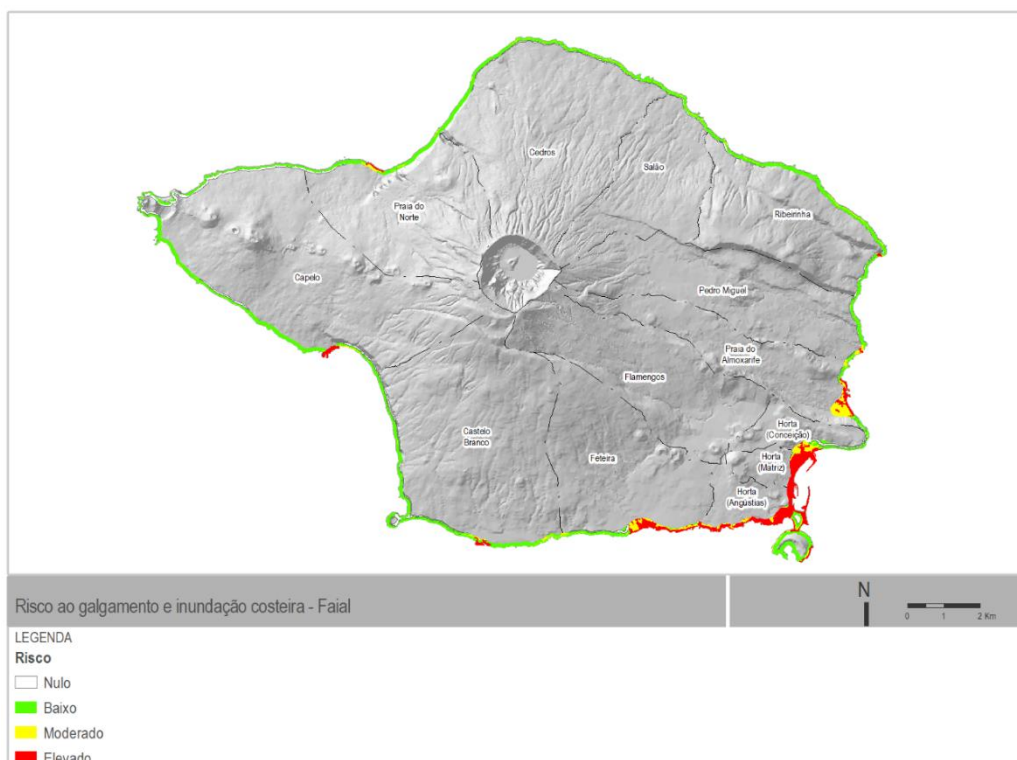 Cedros
Salão
Ribeirinha
Praia do
Norte
Capelo
Pedro Miguel
Praia do
Almoxarife
Flamengos
Castelo
Branco
Feteira
Horta
(Conceição)
Horta
(Matriz)
Horta
(Angústias)
Risco ao galgamento e inundação costeira - Faial
N
0 1 2 Km
LEGENDA
Risco
Nulo
Baixo
Moderado
Elevado